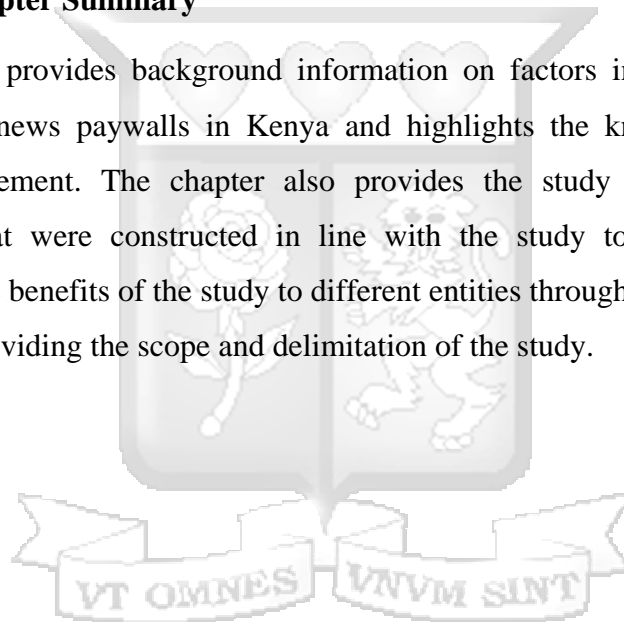 pter Summary
provides background information on factors in
news paywalls in Kenya and highlights the kn
ement. The chapter also provides the study
at were constructed in line with the study to
benefits of the study to different entities through
viding the scope and delimitation of the study.
VT OMNES VNVM SINT